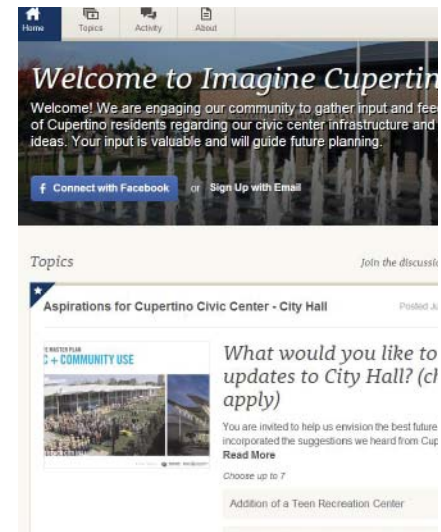 Home
Topics
Activity
About
Welcome to Imagine Cupertin
Welcome! We are engaging our community to gather input and fee
of Cupertino residents regarding our civic center infrastructure and
ideas. Your input is valuable and will guide future planning.
f Connect with Facebook or Sign Up with Email
Topics
Join the discussio
Aspirations for Cupertino Civic Center - City Hall
Posted Ju
C MASTER PLAN
C + COMMUNITY USE
What would you like to
updates to City Hall? (ch
apply)
You are invited to help us envision the best future
incorporated the suggestions we heard from Cup
Read More
Choose up to 7
Addition of a Teen Recreation Center